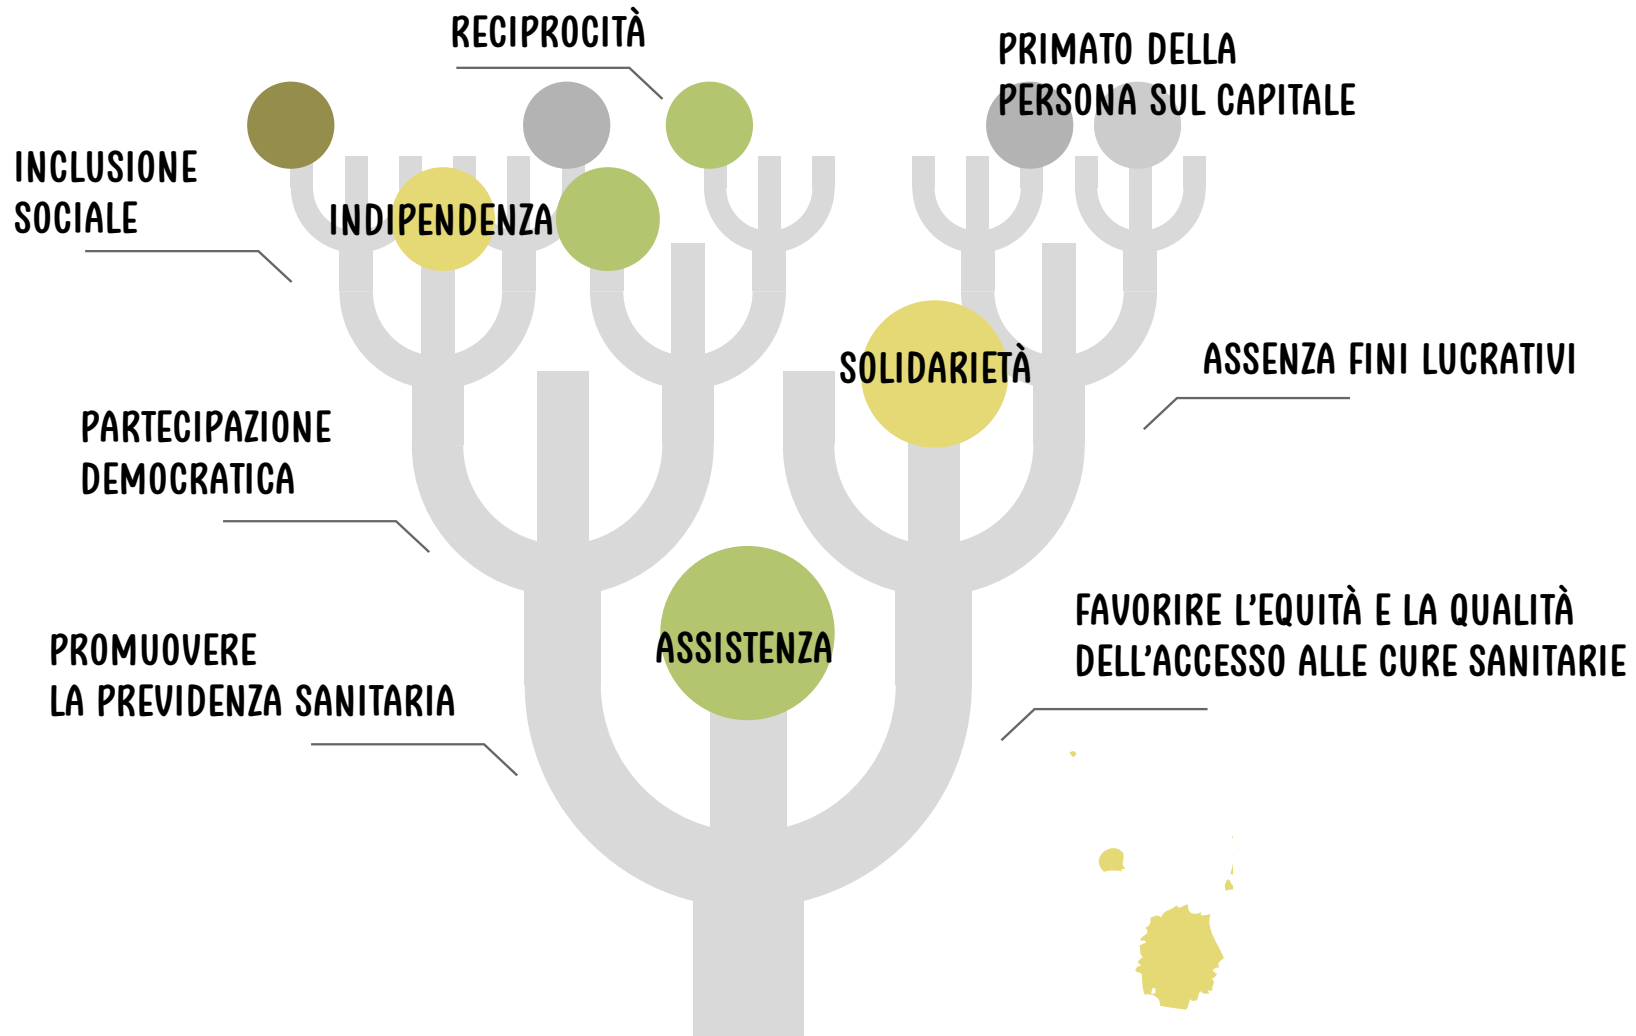 RECIPROCITÀ
PRIMATO DELLA
PERSONA SUL CAPITALE
INCLUSIONE
SOCIALE
INDIPENDENZA
SOLIDARIETÀ
ASSENZA FINI LUCRATIVI
PARTECIPAZIONE
DEMOCRATICA
FAVORIRE L'EQUITÀ E LA QUALITÀ
DELL'ACCESSO ALLE CURE SANITARIE
ASSISTENZA
PROMUOVERE
LA PREVIDENZA SANITARIA